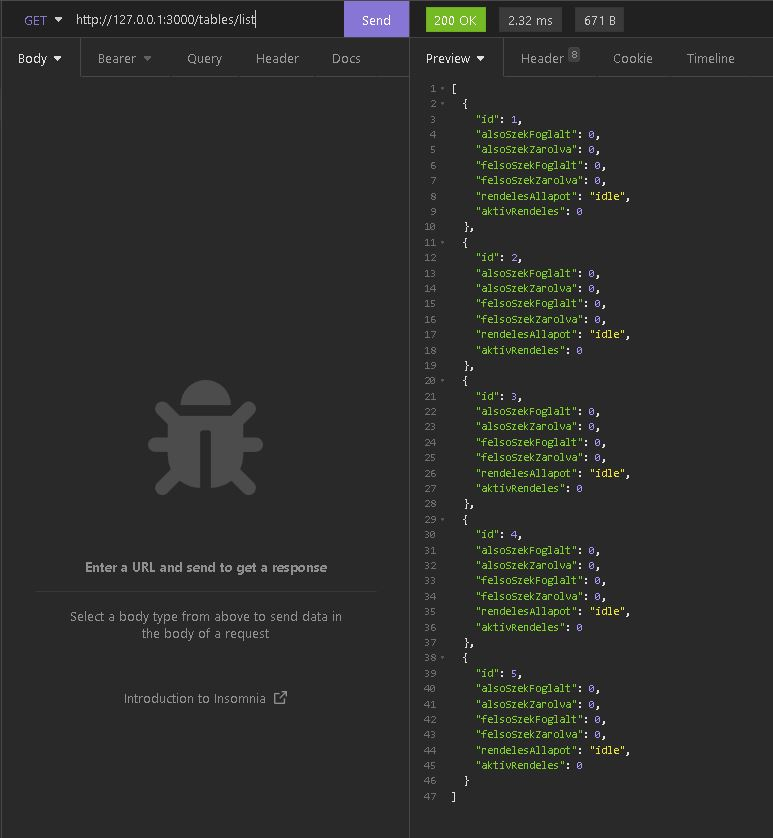 GET http://127.0.0.1:3000/tables/list Send 200 OK 2.32 ms 671 B
Body Bearer Query Header Docs Preview Header 8 Cookie Timeline
Enter a URL and send to get a response
Select a body type from above to send data in
the body of a request
Introduction to Insomnia
1 [
2 {
3 "id": 1,
4 "alsoSzekFoglalt": 0,
5 "alsoSzekZarolva": 0,
6 "felsoSzekFoglalt": 0,
7 "felsoSzekZarolva": 0,
8 "rendelesAllapot": "idle",
9 "aktivRendeles": 0
10 },
11 {
12 "id": 2,
13 "alsoSzekFoglalt": 0,
14 "alsoSzekZarolva": 0,
15 "felsoSzekFoglalt": 0,
16 "felsoSzekZarolva": 0,
17 "rendelesAllapot": "idle",
18 "aktivRendeles": 0
19 },
20 {
21 "id": 3,
22 "alsoSzekFoglalt": 0,
23 "alsoSzekZarolva": 0,
24 "felsoSzekFoglalt": 0,
25 "felsoSzekZarolva": 0,
26 "rendelesAllapot": "idle",
27 "aktivRendeles": 0
28 },
29 {
30 "id": 4,
31 "alsoSzekFoglalt": 0,
32 "alsoSzekZarolva": 0,
33 "felsoSzekFoglalt": 0,
34 "felsoSzekZarolva": 0,
35 "rendelesAllapot": "idle",
36 "aktivRendeles": 0
37 },
38 {
39 "id": 5,
40 "alsoSzekFoglalt": 0,
41 "alsoSzekZarolva": 0,
42 "felsoSzekFoglalt": 0,
43 "felsoSzekZarolva": 0,
44 "rendelesAllapot": "idle",
45 "aktivRendeles": 0
46 }
47 ]